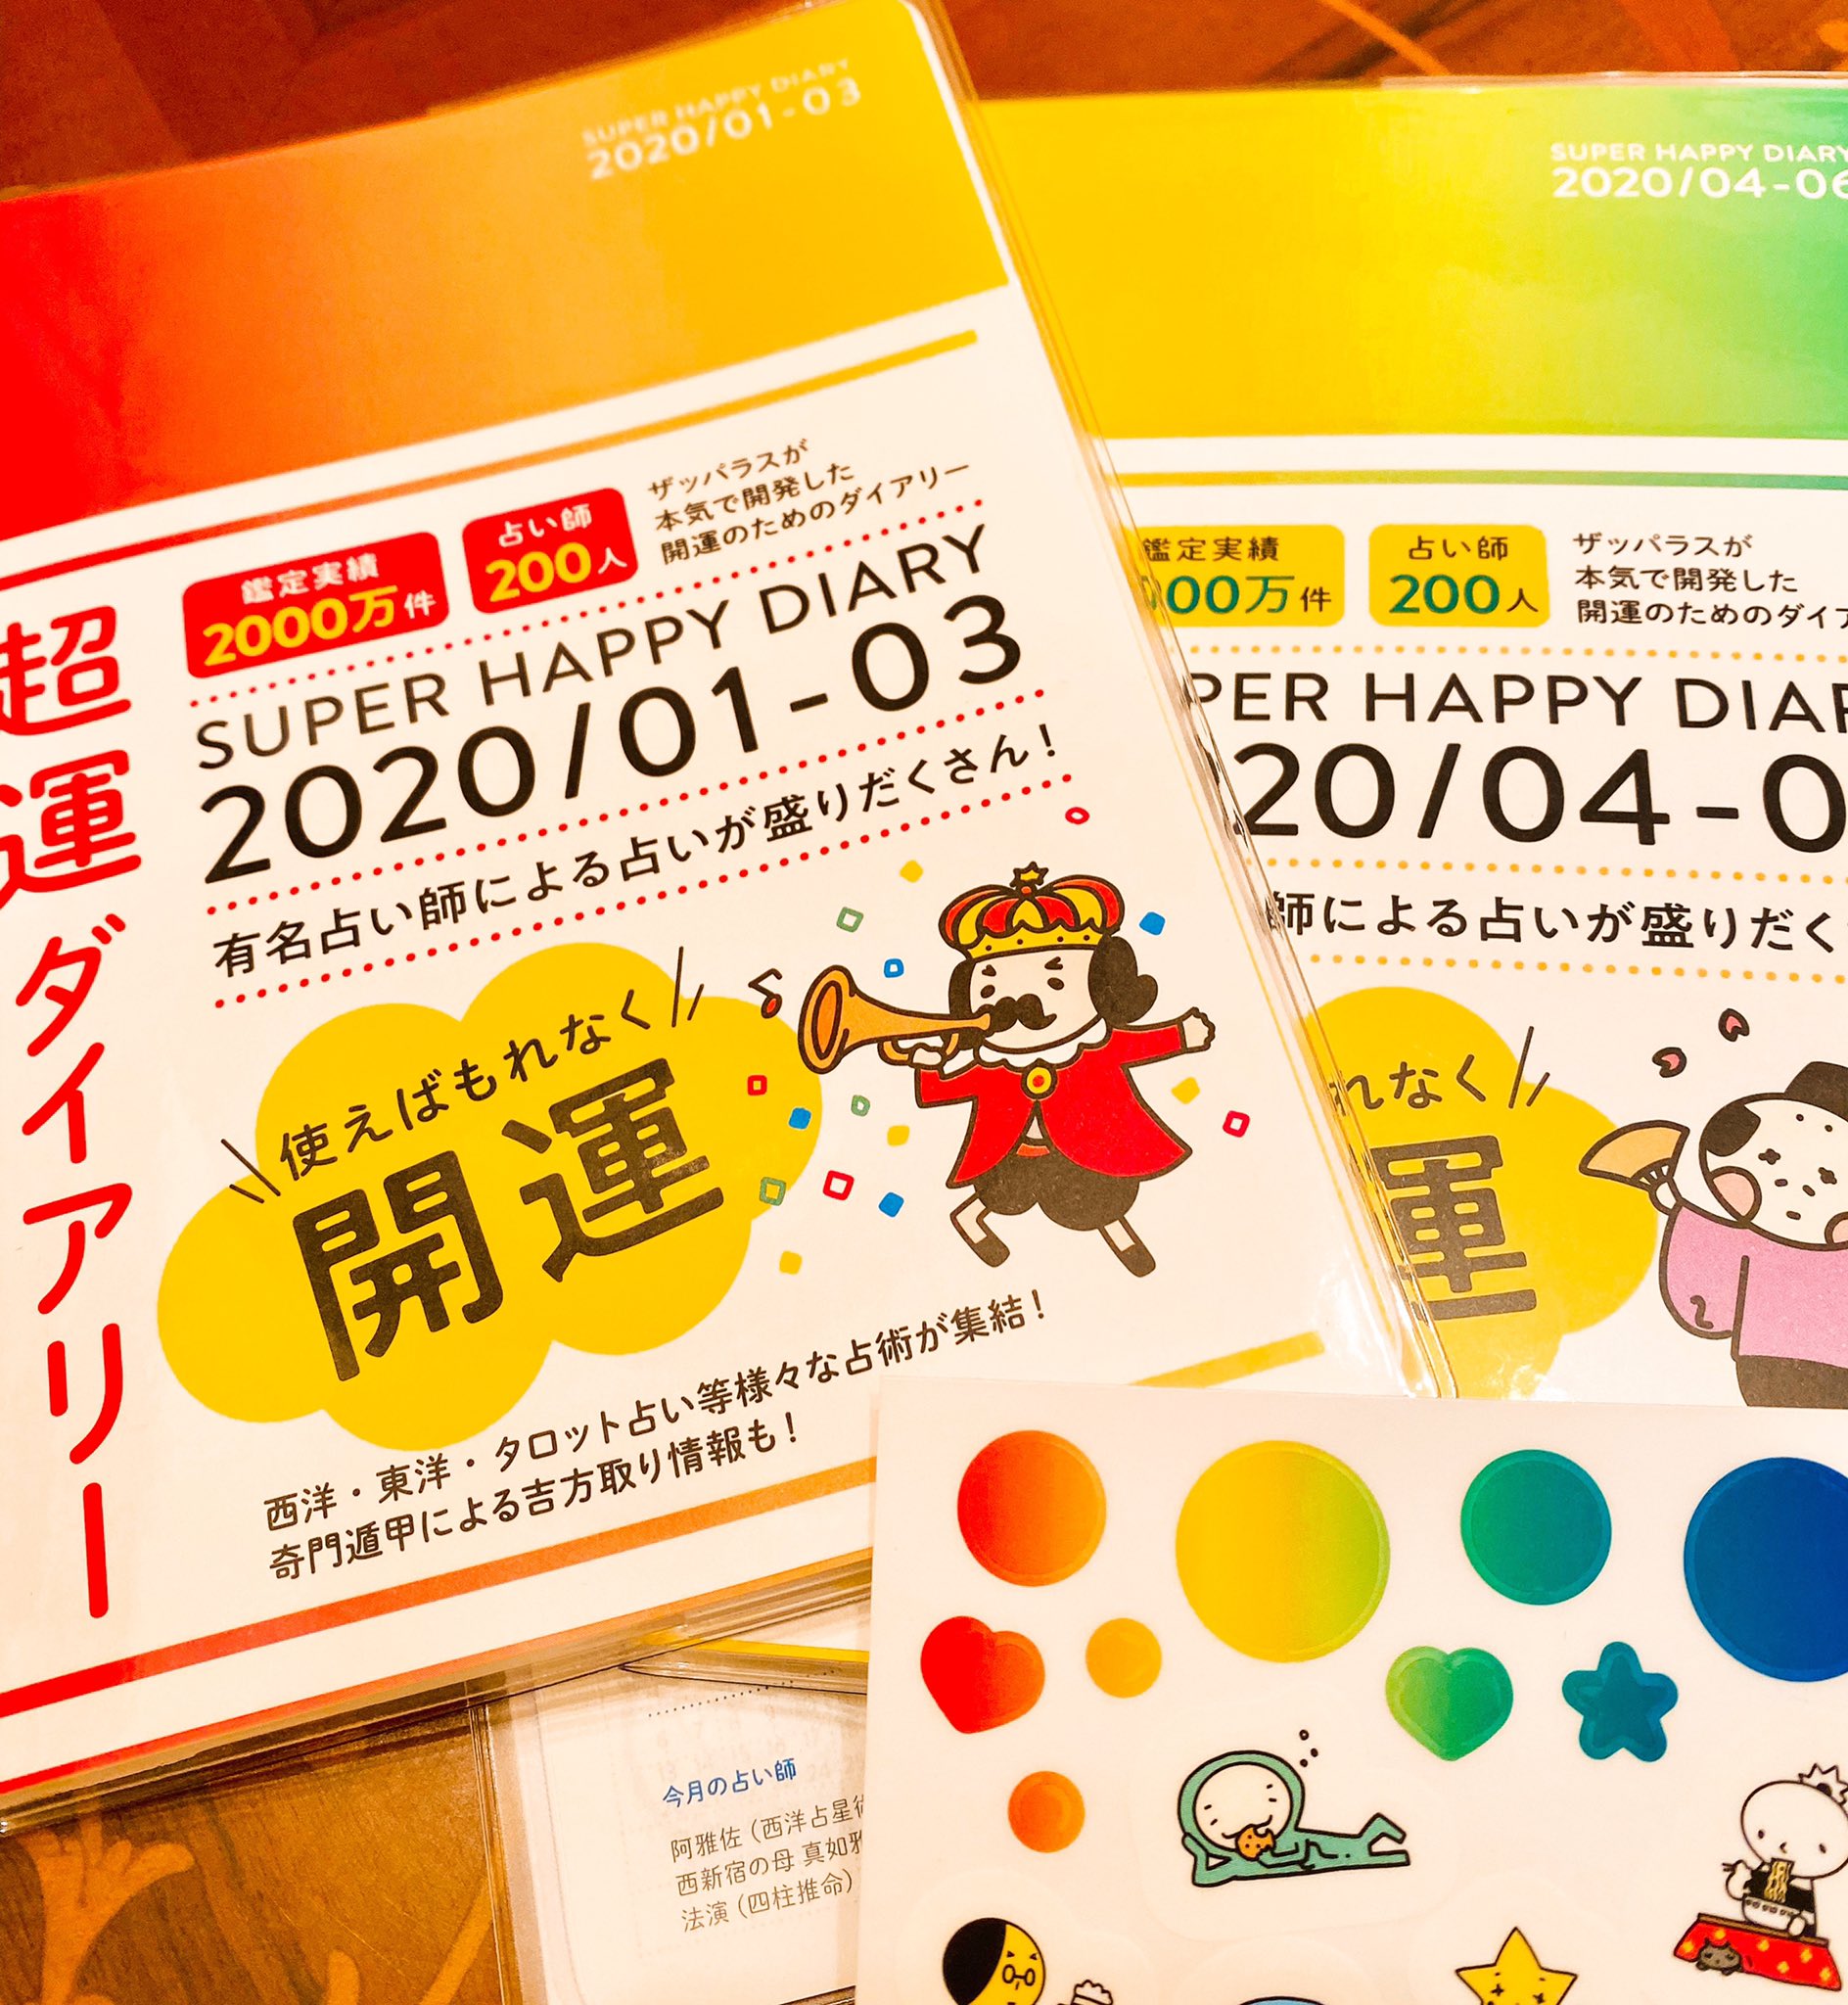 SUPER HAPPY DIARY
2020/01-03
鑑定実績
2000万件
占い師
200人
ザッパラスが
本気で開発した
開運のためのダイアリー
超運ダイアリー
SUPER HAPPY DIARY
2020/01-03
有名占い師による占いが盛りだくさん!
使えばもれなく
開運
西洋・東洋・タロット占い等様々な占術が集結!
奇門遁甲による吉方取り情報も!
SUPER HAPPY DIARY
2020/04-06
鑑定実績
00万件
占い師
200人
ザッパラスが
本気で開発した
開運のためのダイア
PER HAPPY DIAR
20/04-0
師による占いが盛りだく
れなく
運
今月の占い師
阿雅佐(西洋占星術
西新宿の母 真如
法演(四柱推命)